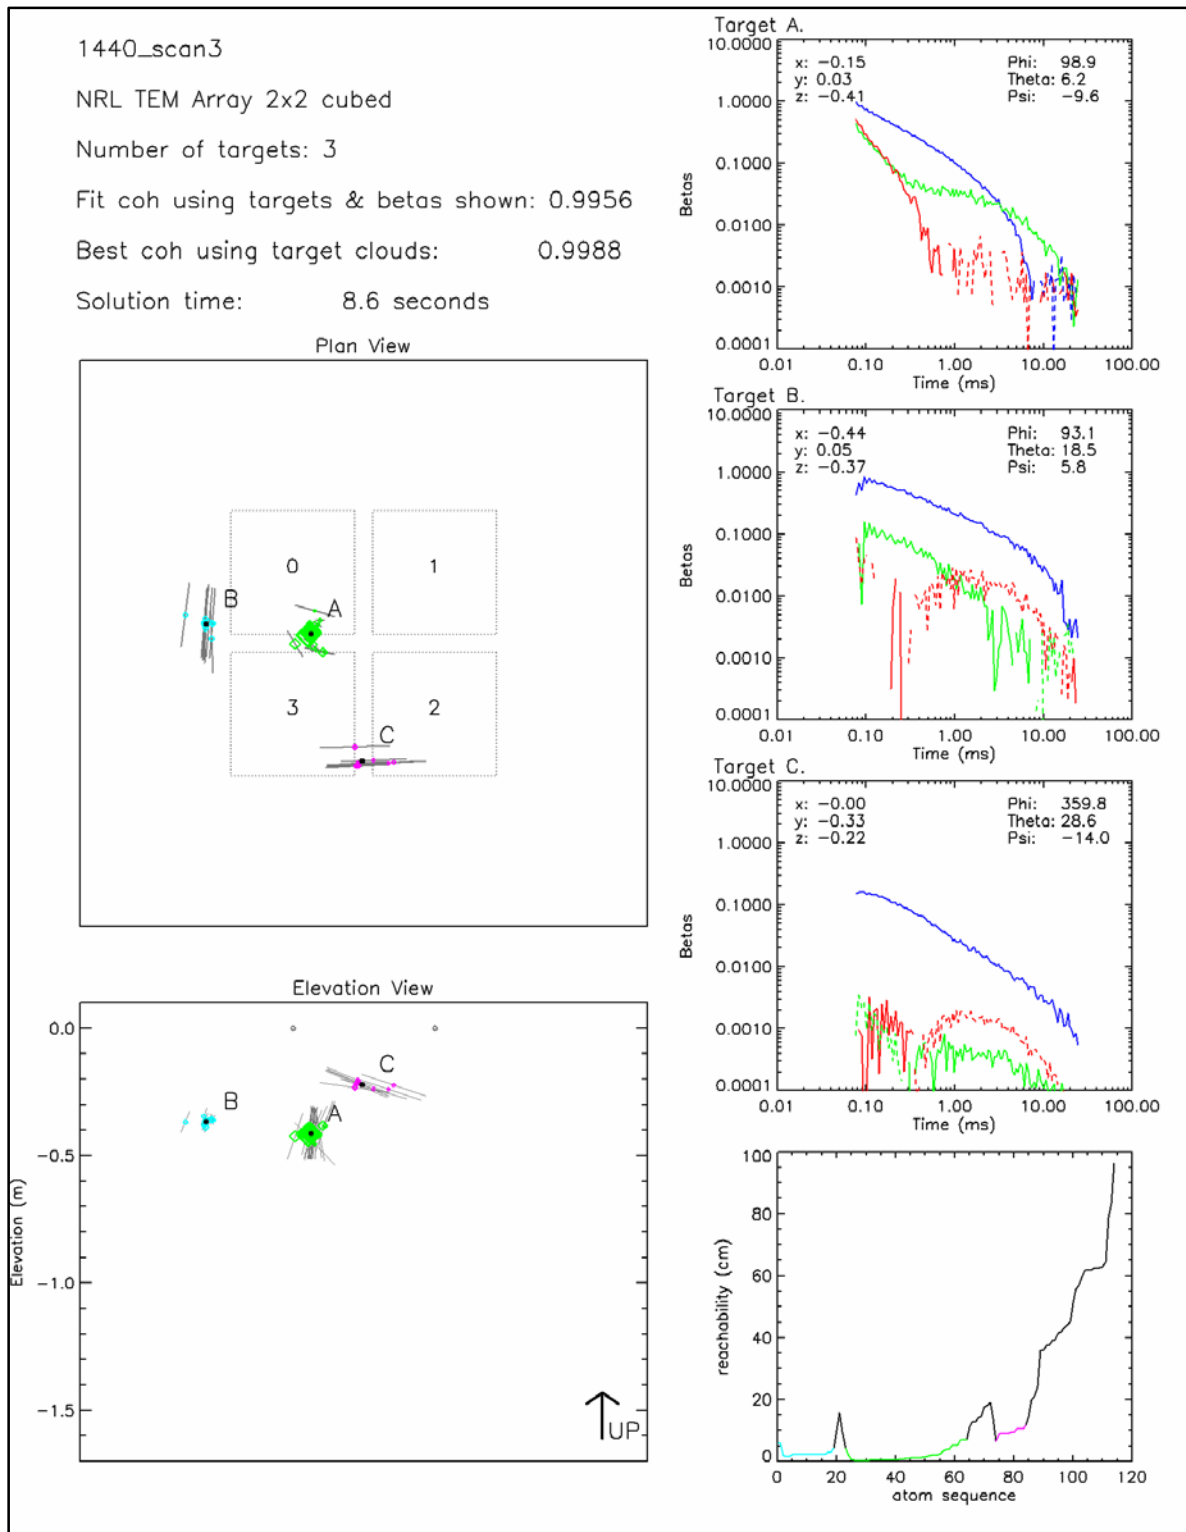 1440_scan3
NRL TEM Array 2x2 cubed
Number of targets: 3
Fit coh using targets & betas shown: 0.9956
Best coh using target clouds: 0.9988
Solution time: 8.6 seconds
Plan View
0
1
B
A
3
2
C
Elevation View
0.0
C
B
A
−0.5
Elevation (m)
−1.0
−1.5
UP
Target A.
10.0000
x: −0.15
Phi: 98.9
y: 0.03
Theta: 6.2
z: −0.41
Psi: −9.6
1.0000
0.1000
Betas
0.0100
0.0010
0.0001
0.01 0.10 1.00 10.00 100.00
Time (ms)
Target B.
10.0000
x: −0.44
Phi: 93.1
y: 0.05
Theta: 18.5
z: −0.37
Psi: 5.8
1.0000
0.1000
Betas
0.0100
0.0010
0.0001
0.01 0.10 1.00 10.00 100.00
Time (ms)
Target C.
10.0000
x: −0.00
Phi: 359.8
y: −0.33
Theta: 28.6
z: −0.22
Psi: −14.0
1.0000
0.1000
Betas
0.0100
0.0010
0.0001
0.01 0.10 1.00 10.00 100.00
Time (ms)
100
80
60
reachability (cm)
40
20
0
0 20 40 60 80 100 120
atom sequence